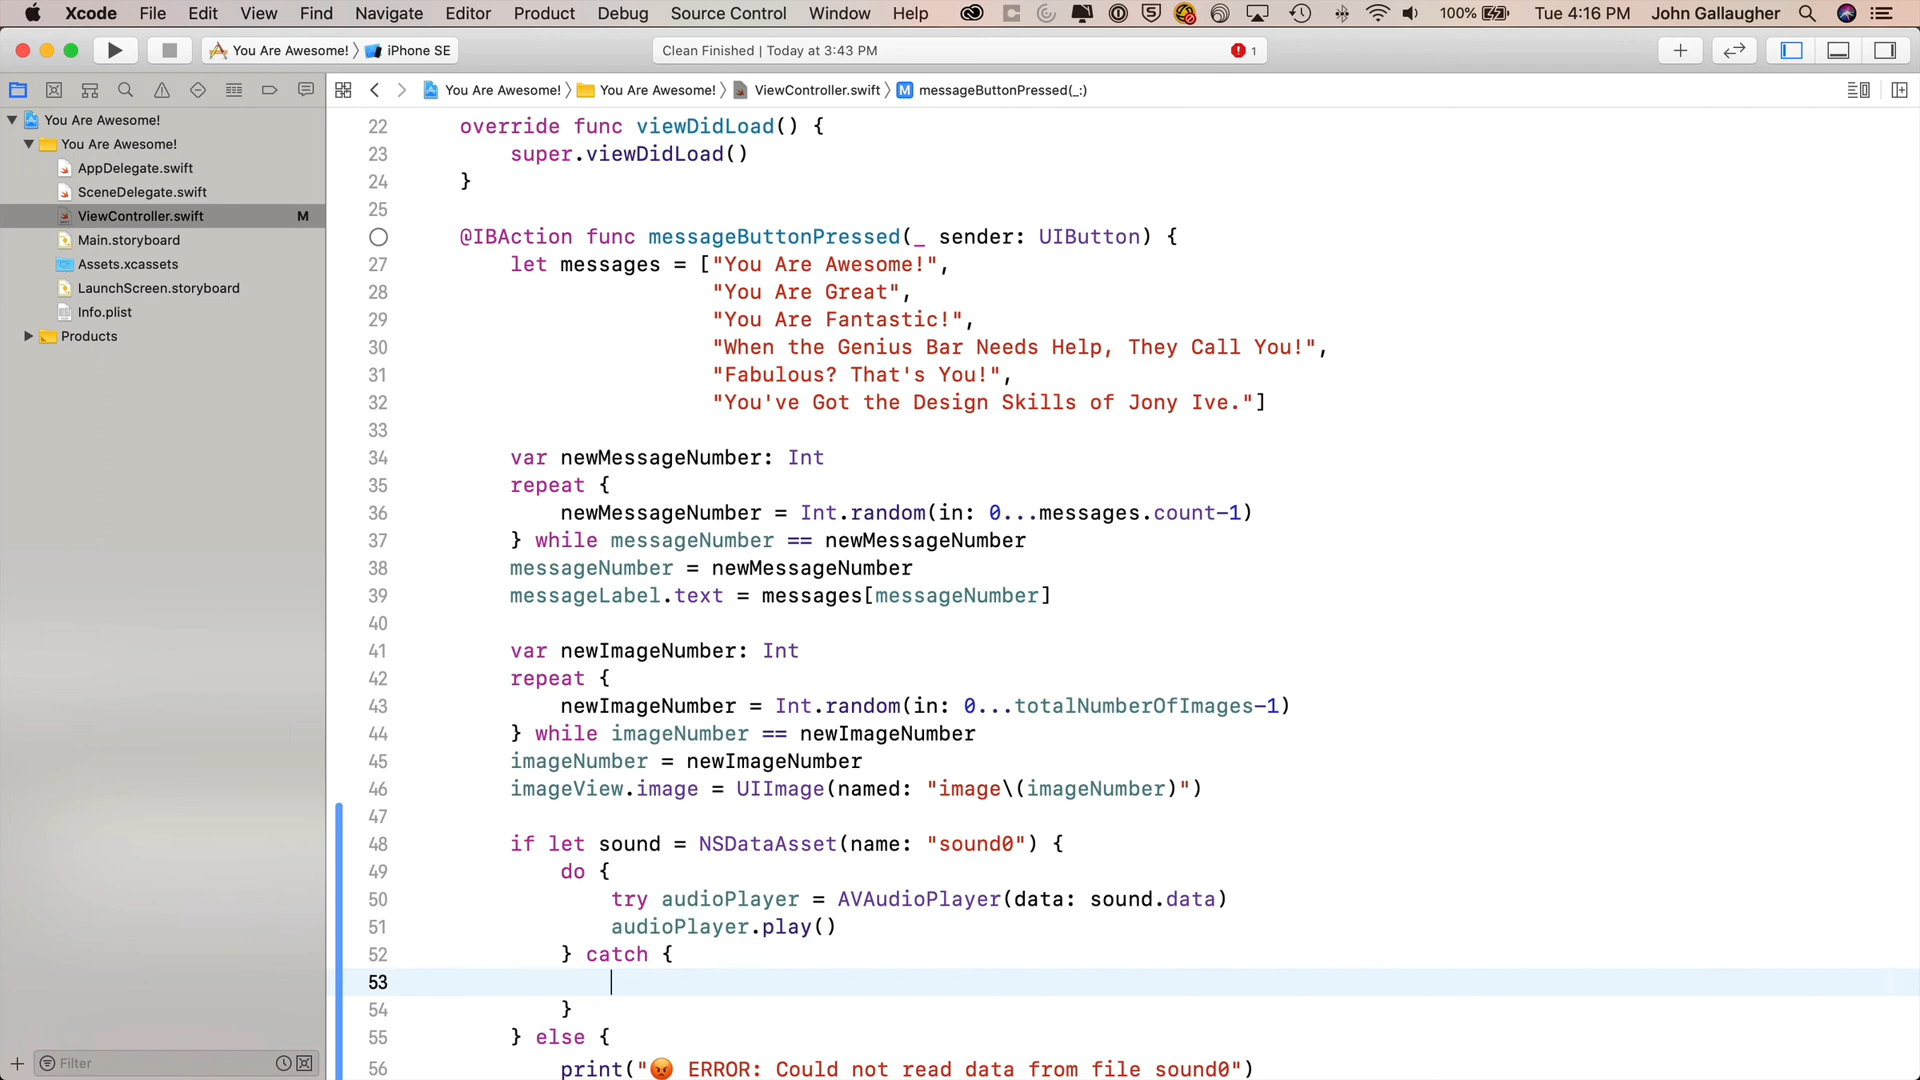 Xcode File Edit View Find Navigate Editor Product Debug Source Control Window Help 100% Tue 4:16 PM John Gallaugher
You Are Awesome! iPhone SE Clean Finished | Today at 3:43 PM 1
You Are Awesome! You Are Awesome! ViewController.swift M messageButtonPressed(_:)
You Are Awesome!
You Are Awesome!
AppDelegate.swift
SceneDelegate.swift
ViewController.swift M
Main.storyboard
Assets.xcassets
LaunchScreen.storyboard
Info.plist
Products
Filter
22 override func viewDidLoad() {
23 super.viewDidLoad()
24 }
25
@IBAction func messageButtonPressed(_ sender: UIButton) {
27 let messages = ["You Are Awesome!",
28 "You Are Great",
29 "You Are Fantastic!",
30 "When the Genius Bar Needs Help, They Call You!",
31 "Fabulous? That's You!",
32 "You've Got the Design Skills of Jony Ive."]
33
34 var newMessageNumber: Int
35 repeat {
36 newMessageNumber = Int.random(in: 0...messages.count-1)
37 } while messageNumber == newMessageNumber
38 messageNumber = newMessageNumber
39 messageLabel.text = messages[messageNumber]
40
41 var newImageNumber: Int
42 repeat {
43 newImageNumber = Int.random(in: 0...totalNumberOfImages-1)
44 } while imageNumber == newImageNumber
45 imageNumber = newImageNumber
46 imageView.image = UIImage(named: "image\(imageNumber)")
47
48 if let sound = NSDataAsset(name: "sound0") {
49 do {
50 try audioPlayer = AVAudioPlayer(data: sound.data)
51 audioPlayer.play()
52 } catch {
53
54 }
55 } else {
56 print("😡 ERROR: Could not read data from file sound0")